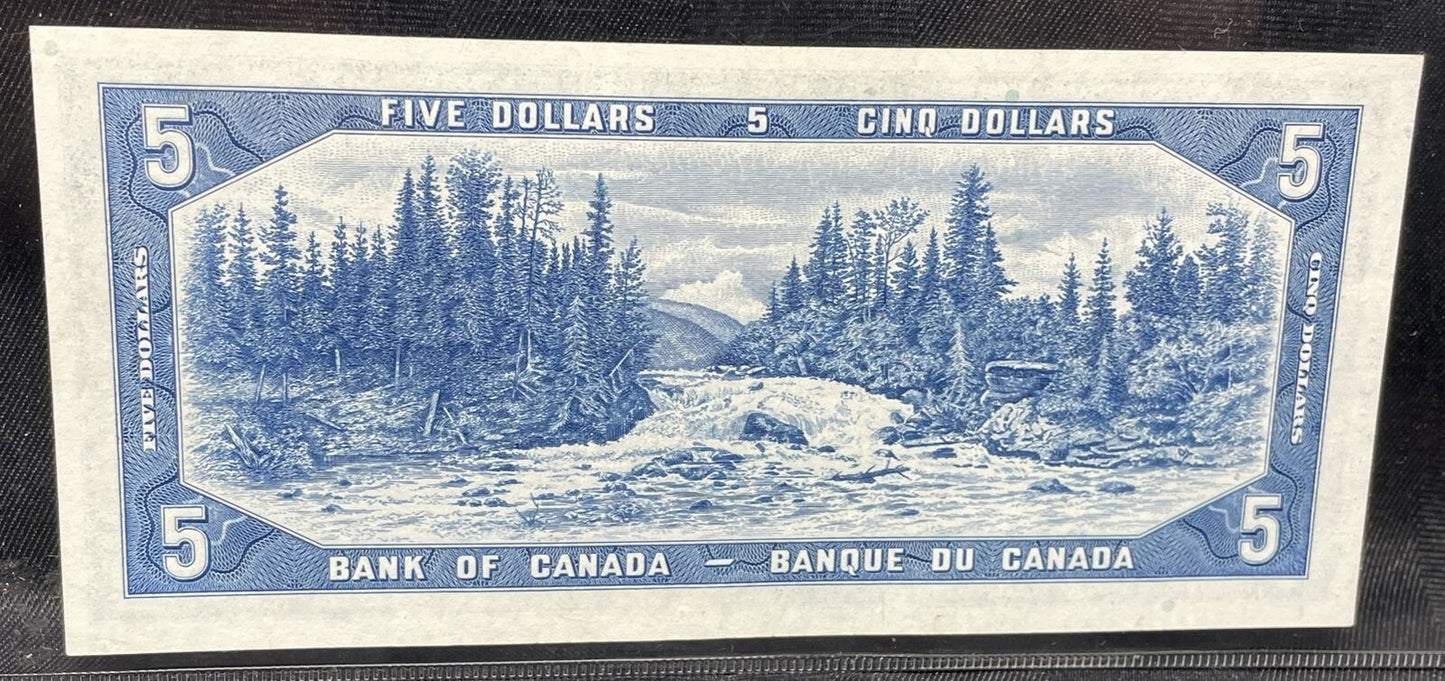 5 FIVE DOLLARS 5 CINQ DOLLARS 5
FIVE DOLLARS
CINQ DOLLARS
5 BANK OF CANADA — BANQUE DU CANADA 5